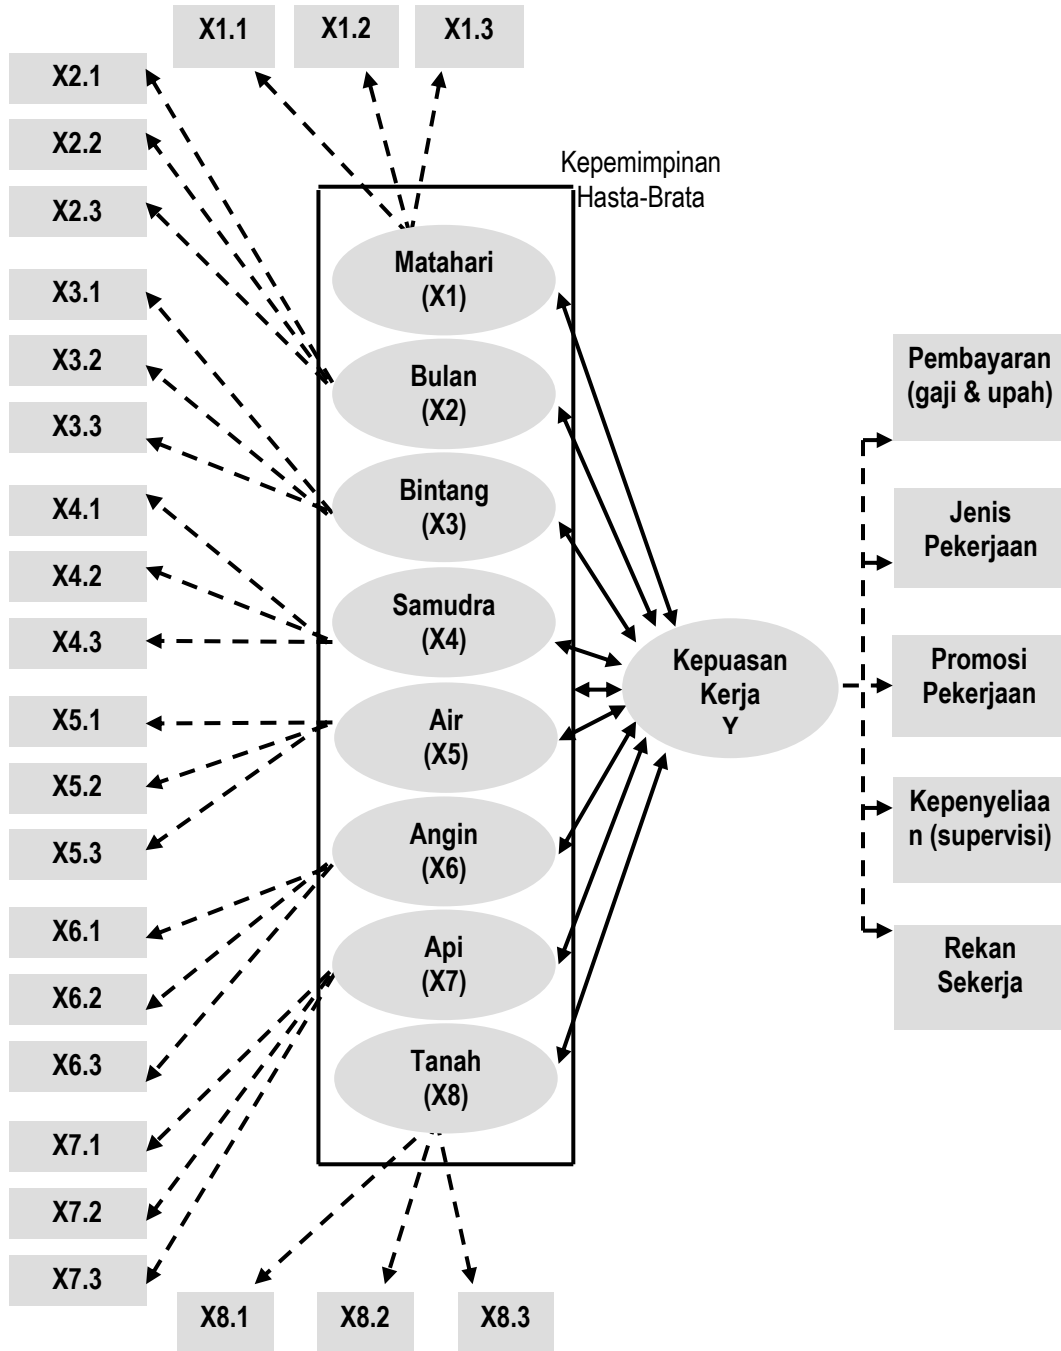 X1.1
X1.2
X1.3
X2.1
X2.2
X2.3
X3.1
X3.2
X3.3
X4.1
X4.2
X4.3
X5.1
X5.2
X5.3
X6.1
X6.2
X6.3
X7.1
X7.2
X7.3
X8.1
X8.2
X8.3
Kepemimpinan
Hasta-Brata
Matahari
(X1)
Bulan
(X2)
Bintang
(X3)
Samudra
(X4)
Air
(X5)
Angin
(X6)
Api
(X7)
Tanah
(X8)
Kepuasan
Kerja
Y
Pembayaran
(gaji & upah)
Jenis
Pekerjaan
Promosi
Pekerjaan
Kepenyeliaa
n (supervisi)
Rekan
Sekerja